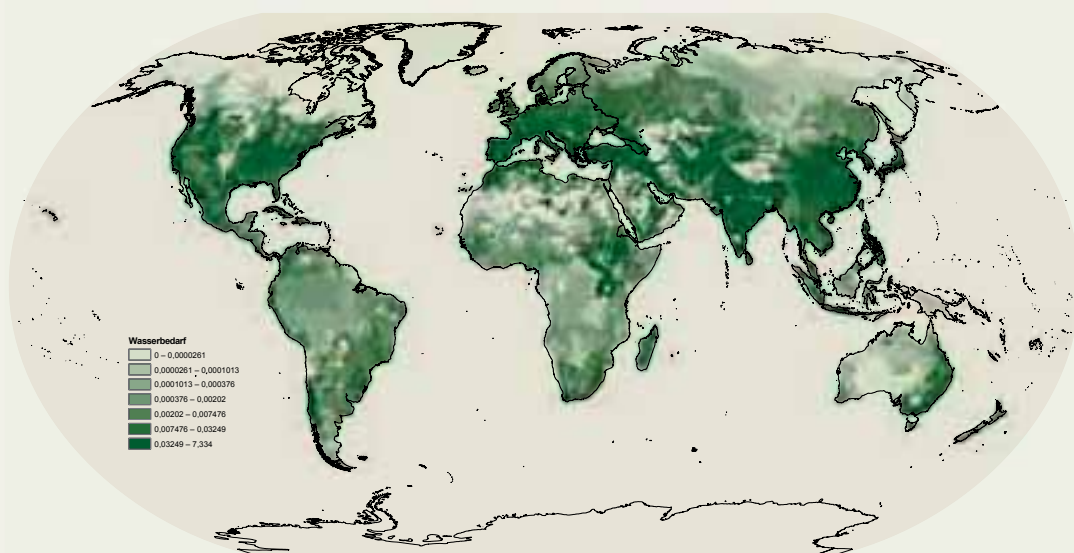 Wasserbedarf
0 – 0,0000261
0,0000261 – 0,0001013
0,0001013 – 0,000376
0,000376 – 0,00202
0,00202 – 0,007476
0,007476 – 0,03249
0,03249 – 7,334